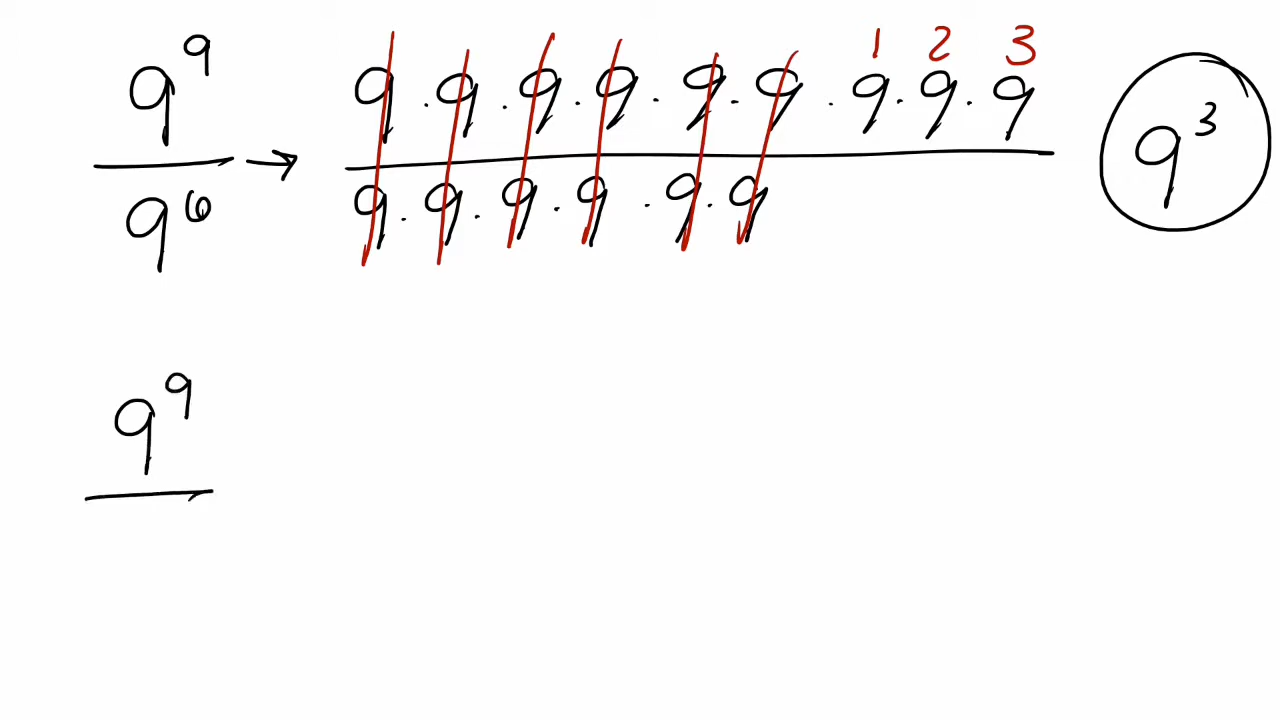 9^9 / 9^6 → 9 · 9 · 9 · 9 · 9 · 9 · 9 · 9 · 9 / 9 · 9 · 9 · 9 · 9 · 9
1 2 3
9^3
9^9